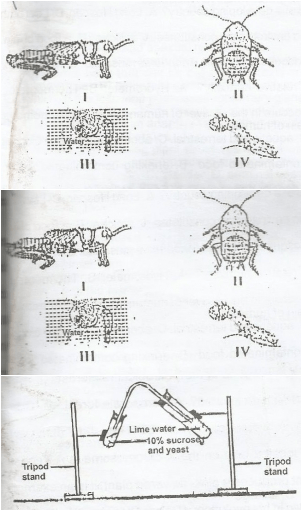 I
II
Water
III
IV
I
II
Water
III
IV
Lime water
10% sucrose
and yeast
Tripod
stand
Tripod
stand